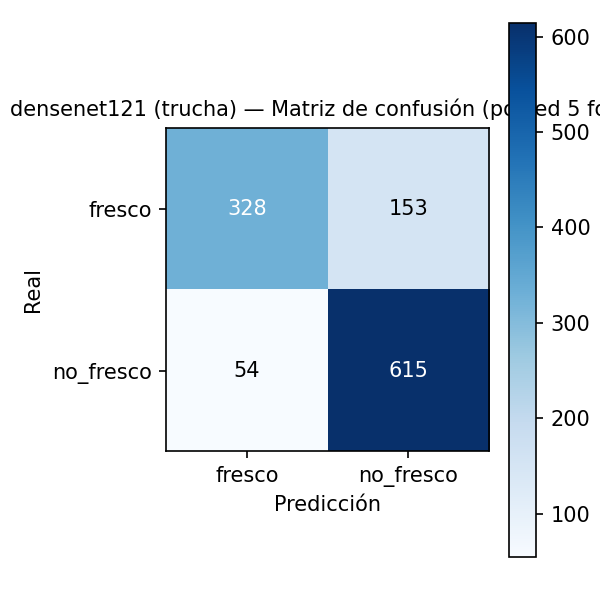 densenet121 (trucha) — Matriz de confusión (po ed 5 fo
600
500
400
300
200
100
Real
fresco
328
153
no_fresco
54
615
fresco
no_fresco
Predicción